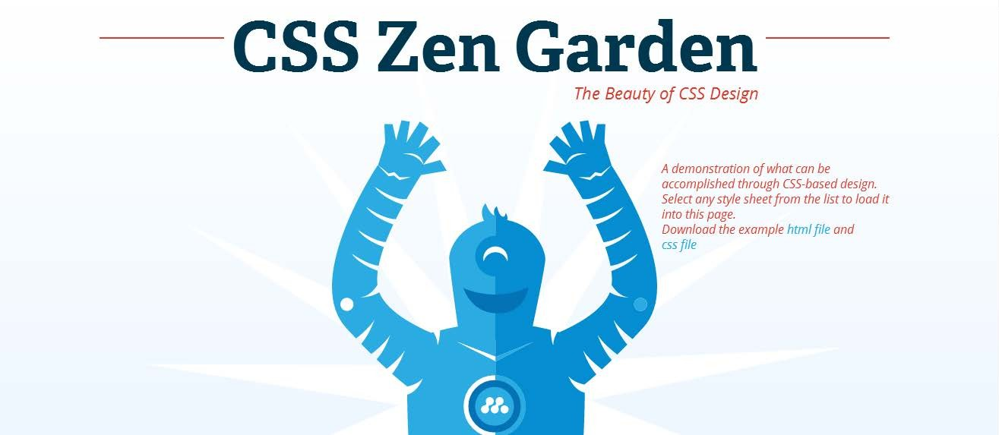 CSS Zen Garden
The Beauty of CSS Design
A demonstration of what can be
accomplished through CSS-based design.
Select any style sheet from the list to load it
into this page.
Download the example html file and
css file